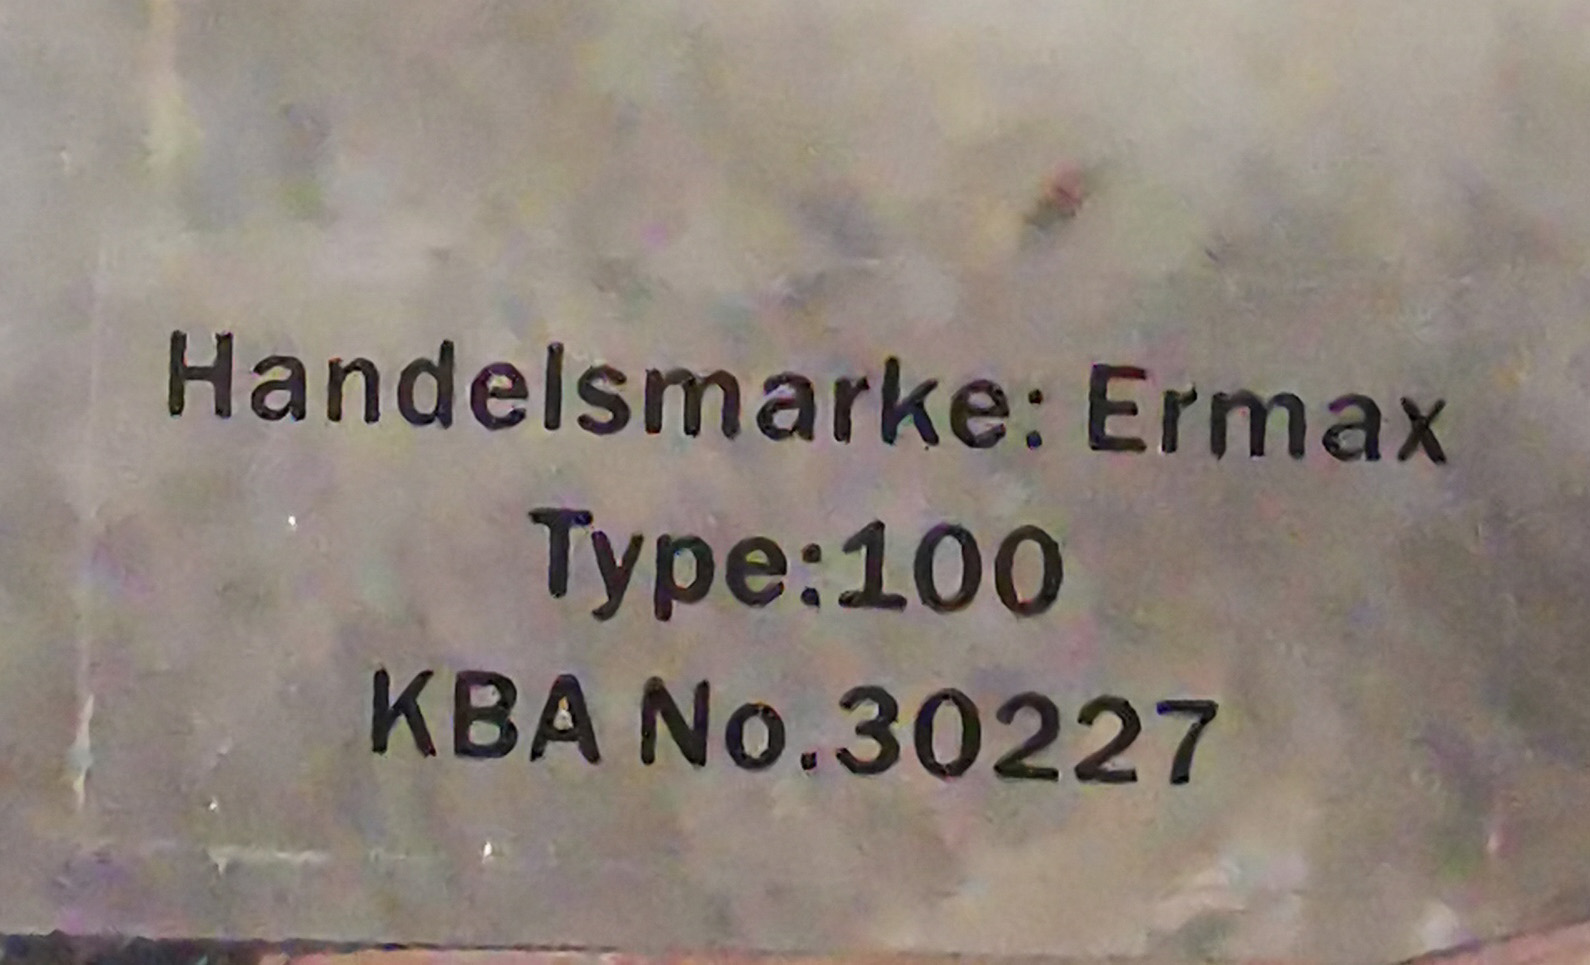 Handelsmarke: Ermax
Type:100
KBA No.30227